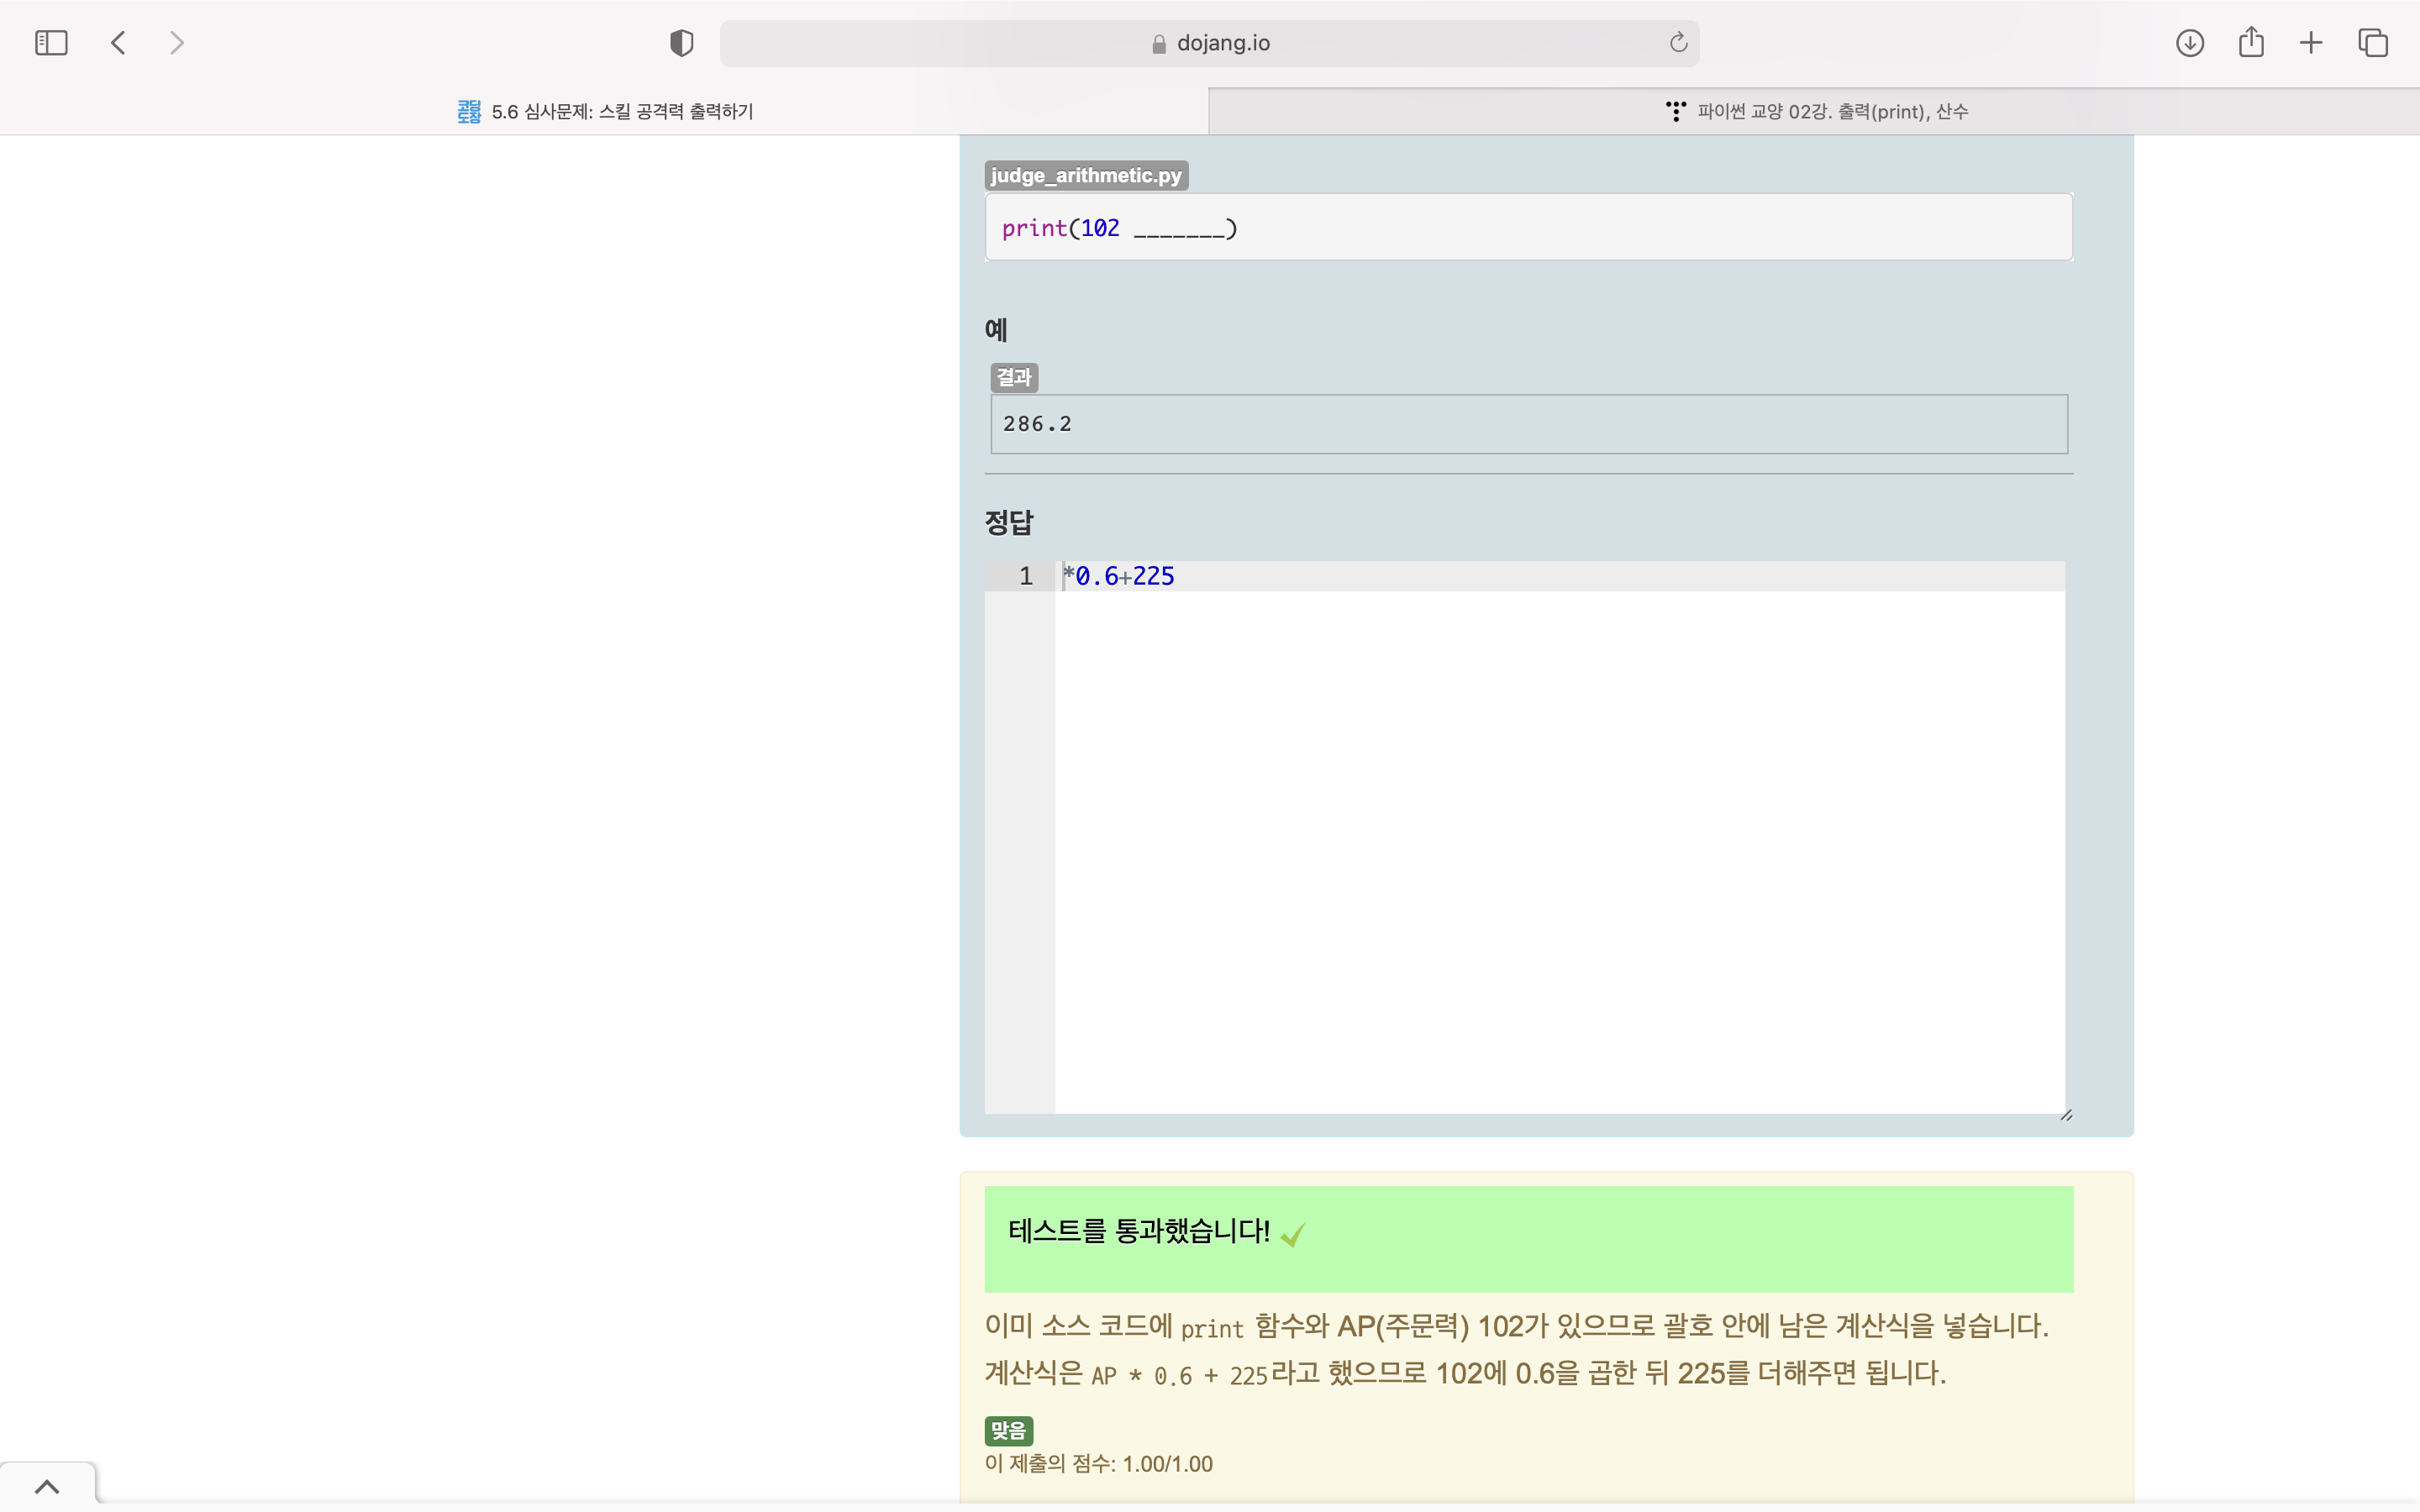 dojang.io
코딩
도장
5.6 심사문제: 스킬 공격력 출력하기
파이썬 교양 02강. 출력(print), 산수
judge_arithmetic.py
print(102 _______)
예
결과
286.2
정답
1 *0.6+225
테스트를 통과했습니다!
이미 소스 코드에 print 함수와 AP(주문력) 102가 있으므로 괄호 안에 남은 계산식을 넣습니다.
계산식은 AP * 0.6 + 225라고 했으므로 102에 0.6을 곱한 뒤 225를 더해주면 됩니다.
맞음
이 제출의 점수: 1.00/1.00